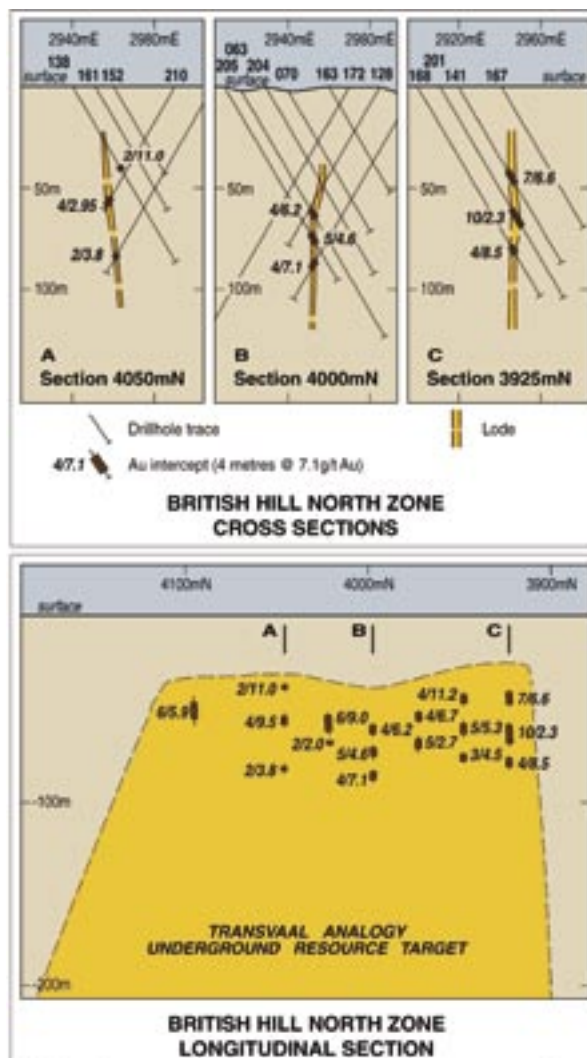 2940mE 2980mE
138
161 152 210
surface
2/11.0
50m
4/2.95
2/3.8
100m
A
Section 4050mN
2940mE 2980mE
063
205 204 070 163 172 128
surface
50m
4/6.2
5/4.6
4/7.1
100m
B
Section 4000mN
2920mE 2960mE
201
168 141 167 surface
50m
7/6.6
10/2.3
4/8.5
100m
C
Section 3925mN
Drillhole trace
Lode
4/7.1 Au intercept (4 metres @ 7.1g/t Au)
BRITISH HILL NORTH ZONE
CROSS SECTIONS
4100mN 4000mN 3900mN
surface
A B C
2/11.0 4/11.2 7/6.6
6/5.9 4/9.5 6/9.0 4/6.2 4/6.7 5/5.3 10/2.3
2/2.0 5/4.6 5/2.7 3/4.5 4/8.5
2/3.8 4/7.1
-100m
TRANSVAAL ANALOGY
UNDERGROUND RESOURCE TARGET
-200m
BRITISH HILL NORTH ZONE
LONGITUDINAL SECTION